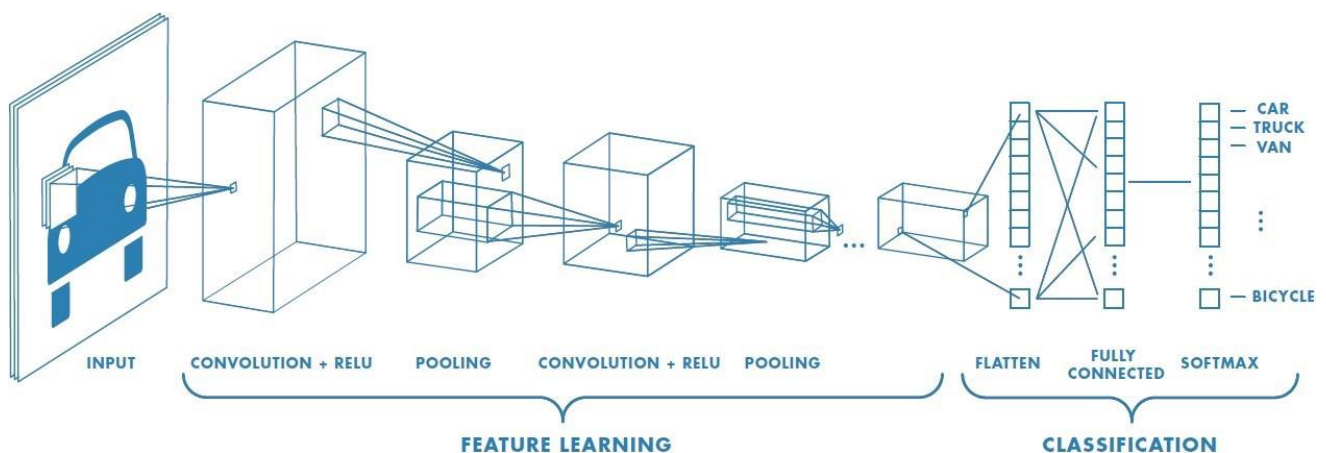 CAR
TRUCK
VAN
BICYCLE
INPUT
CONVOLUTION + RELU
POOLING
CONVOLUTION + RELU
POOLING
FLATTEN
FULLY
CONNECTED
SOFTMAX
FEATURE LEARNING
CLASSIFICATION